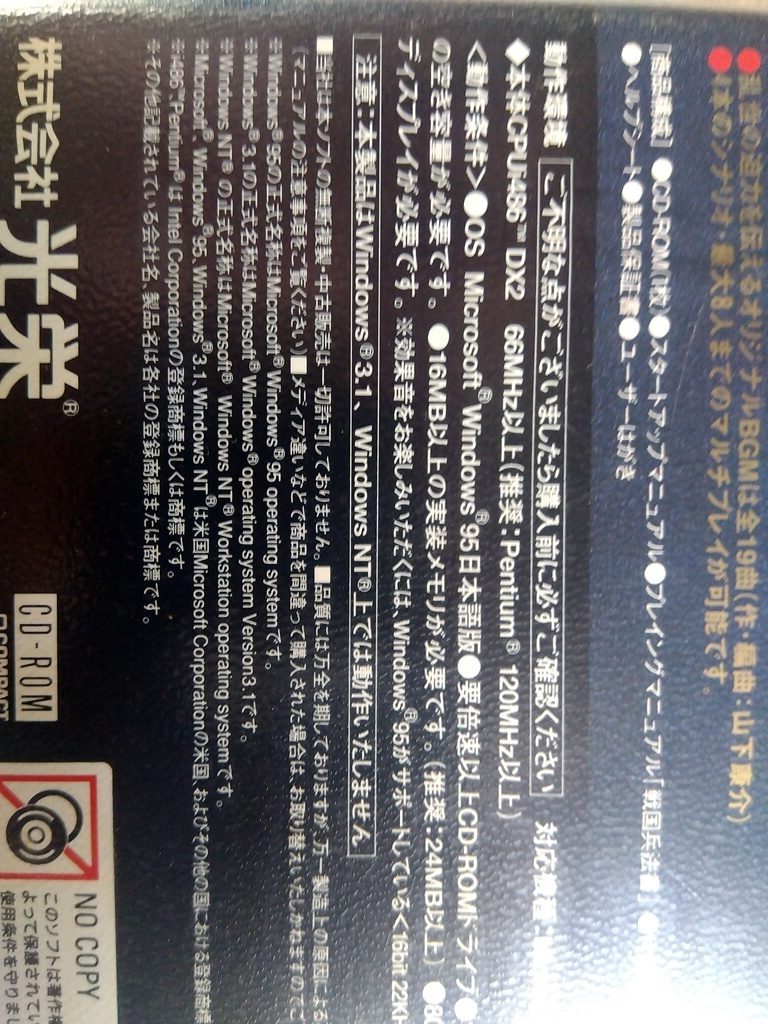 ●乱世の迫力を伝えるオリジナルBGMは全19曲(作・編曲：山下康介)
本のシナリオ・最大8人までのマルチプレイが可能です。
[商品構成] ●CD-ROM(1枚)●スタートアップマニュアル●プレイングマニュアル「戦国兵法書」●
●ヘルプシート●製品保証書●ユーザーはがき
動作環境 ご不明な点がございましたら購入前に必ずご確認ください 対応機種：
◆本体CPUi486™ DX2 66MHz以上(推奨：Pentium® 120MHz以上)
<動作条件>●OS Microsoft® Windows® 95日本語版●要倍速以上CD-ROMドライブ●
の空き容量が必要です。●16MB以上の実装メモリが必要です。(推奨：24MB以上)
ディスプレイが必要です。※効果音をお楽しみいただくには、Windows® 95がサポートしている<16bit 22KH
注意：本製品はWindows® 3.1、Windows NT® 上では動作いたしません
■当社は本ソフトの無断複製・中古販売は一切許可しておりません。■品質には万全を期しておりますが、万一製造上の原因による
(マニュアルの注意事項をご覧ください)■メディア違いなどで商品を間違って購入された場合は、お取り替えいたしかねますのでご
※Windows® 95の正式名称はMicrosoft® Windows® 95 operating systemです。
※Windows® 3.1の正式名称はMicrosoft® Windows® operating system Version3.1です。
※Windows NT® の正式名称はMicrosoft® Windows NT® Workstation operating systemです。
※Microsoft®、Windows® 95、Windows® 3.1、Windows NT® は米国Microsoft Corporationの米国、およびその他の国における登録商標
※i486™、Pentium® は Intel Corporationの登録商標もしくは商標です。
※その他記載されている会社名、製品名は各社の登録商標または商標です。
株式会社 光栄®
CD-ROM
COMPACT
NO COPY
このソフトは著作権
よって保護されてい
使用条件を守りまし